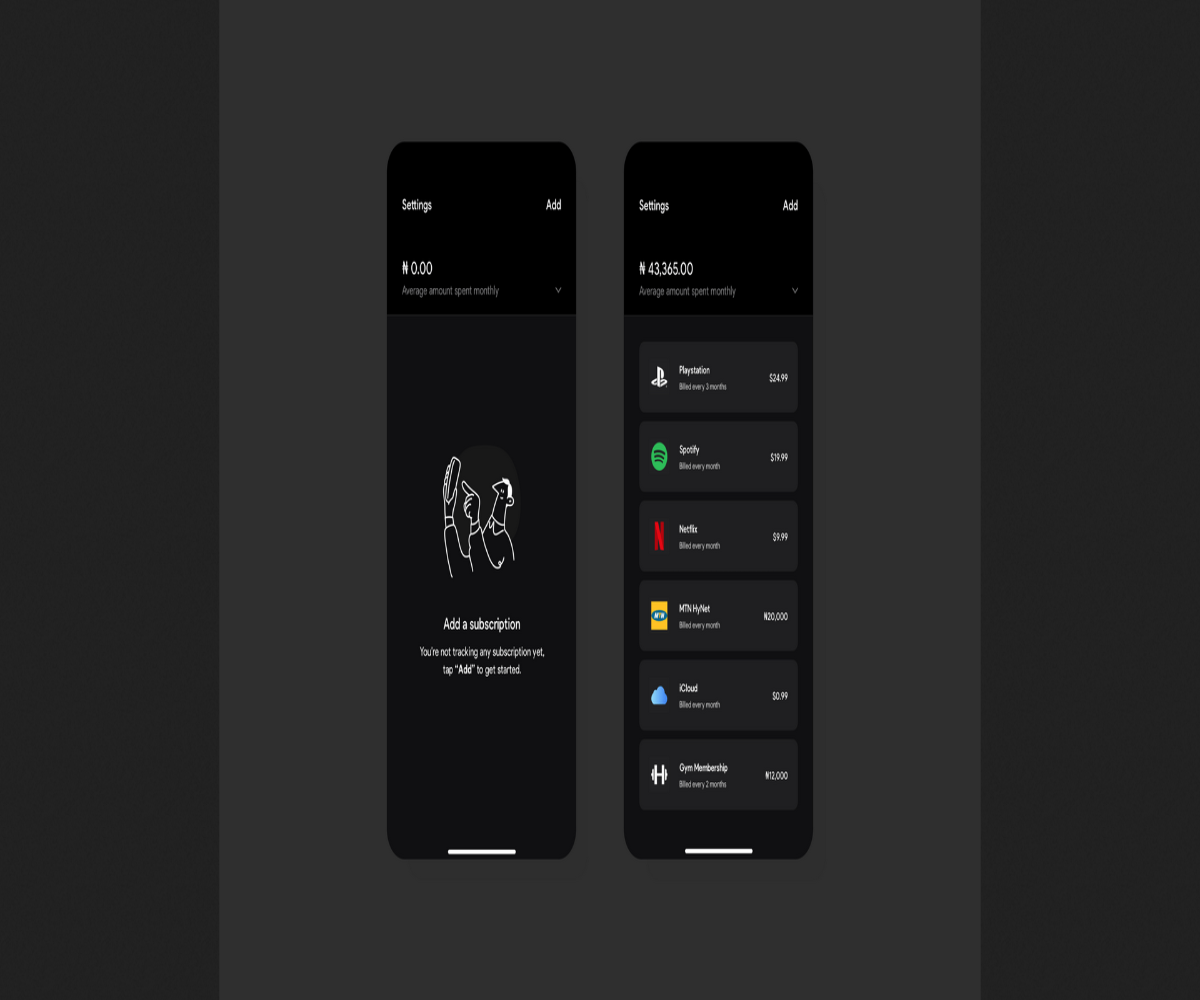 Settings
Add
₦ 0.00
Average amount spent monthly
Add a subscription
You're not tracking any subscription yet,
tap “Add” to get started.
Settings
Add
₦ 43,365.00
Average amount spent monthly
Playstation
Billed every 3 months
$24.99
Spotify
Billed every month
$19.99
Netflix
Billed every month
$9.99
MTN
MTN HyNet
Billed every month
₦20,000
iCloud
Billed every month
$0.99
Gym Membership
Billed every 2 months
₦12,000